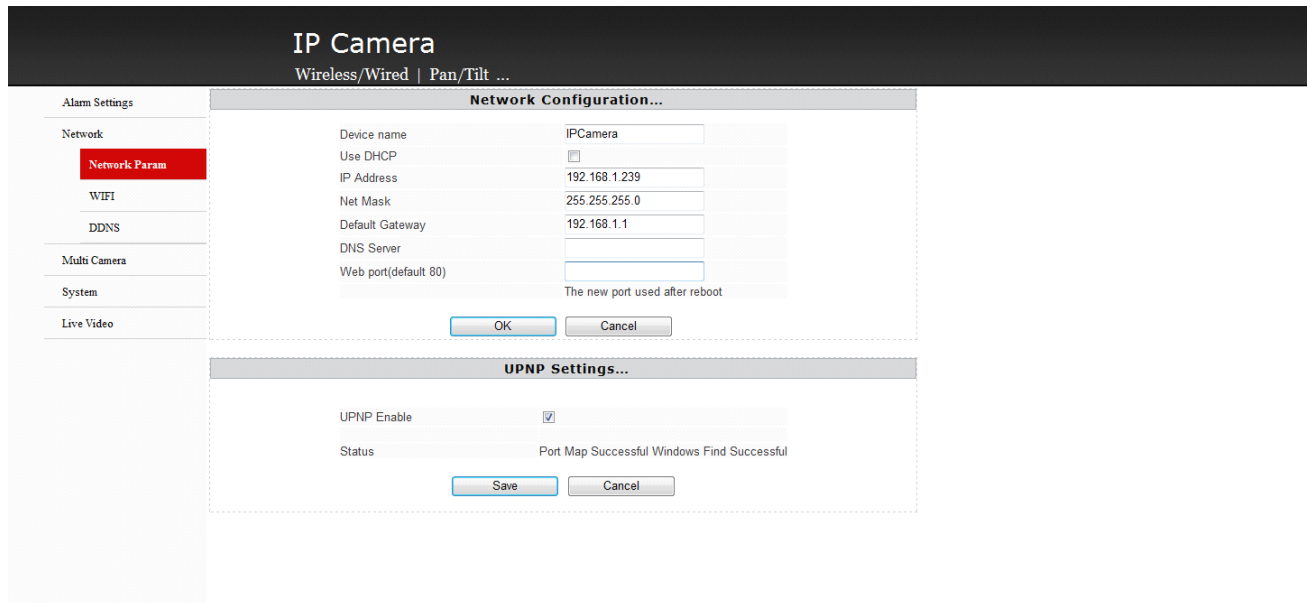 IP Camera
Wireless/Wired | Pan/Tilt ...
Alarm Settings
Network
Network Param
WIFI
DDNS
Multi Camera
System
Live Video
Network Configuration...
Device name IPCamera
Use DHCP
IP Address 192.168.1.239
Net Mask 255.255.255.0
Default Gateway 192.168.1.1
DNS Server
Web port(default 80)
The new port used after reboot
OK Cancel
UPNP Settings...
UPNP Enable
Status Port Map Successful Windows Find Successful
Save Cancel